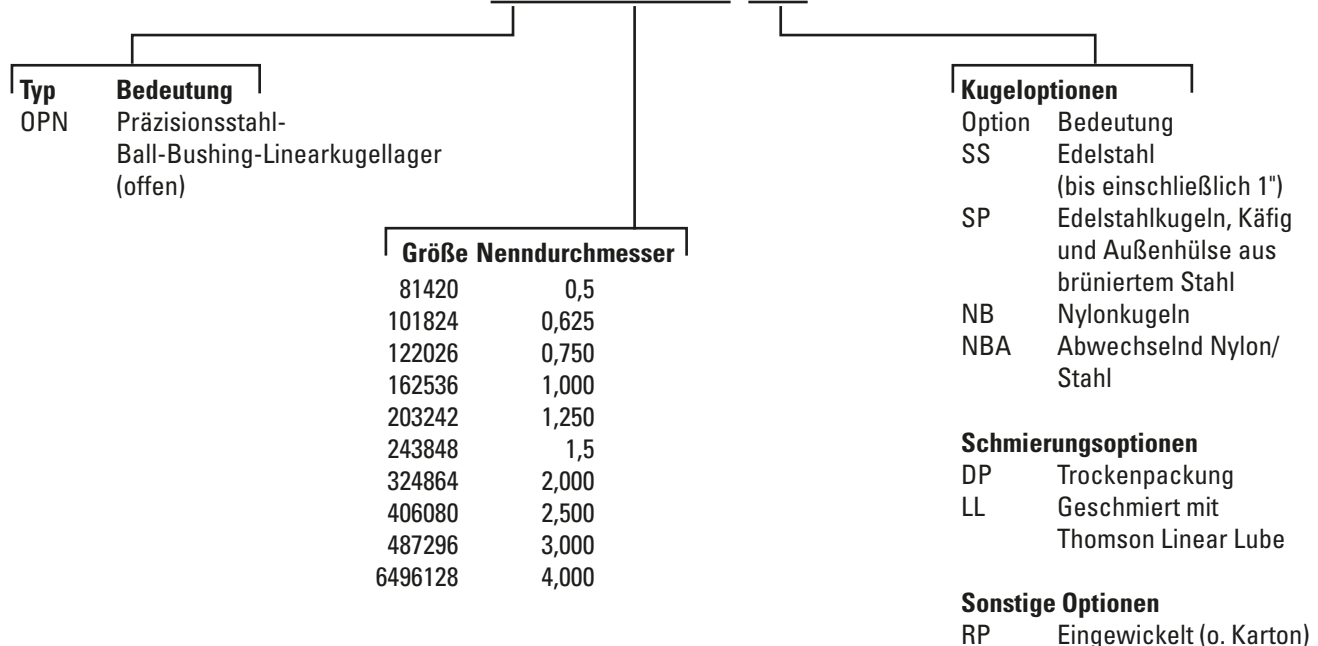 Typ Bedeutung
OPN Präzisionsstahl-
Ball-Bushing-Linearkugellager
(offen)
Größe Nenndurchmesser
81420 0,5
101824 0,625
122026 0,750
162536 1,000
203242 1,250
243848 1,5
324864 2,000
406080 2,500
487296 3,000
6496128 4,000
Kugeloptionen
Option Bedeutung
SS Edelstahl
(bis einschließlich 1")
SP Edelstahlkugeln, Käfig
und Außenhülse aus
brüniertem Stahl
NB Nylonkugeln
NBA Abwechselnd Nylon/
Stahl
Schmierungsoptionen
DP Trockenpackung
LL Geschmiert mit
Thomson Linear Lube
Sonstige Optionen
RP Eingewickelt (o. Karton)